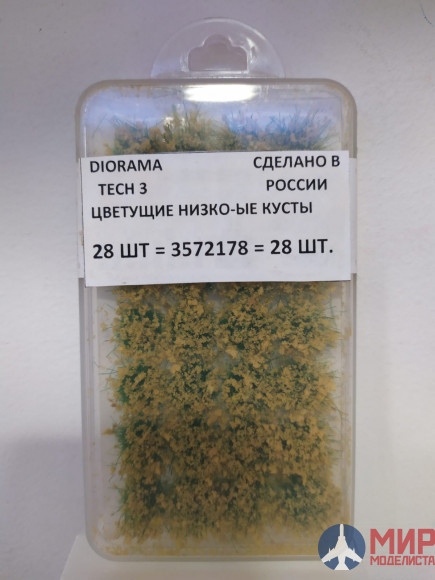 DIORAMA СДЕЛАНО В
TECH 3 РОССИИ
ЦВЕТУЩИЕ НИЗКО-ЫЕ КУСТЫ
28 ШТ = 3572178 = 28 ШТ.
МИР
МОДЕЛИСТА